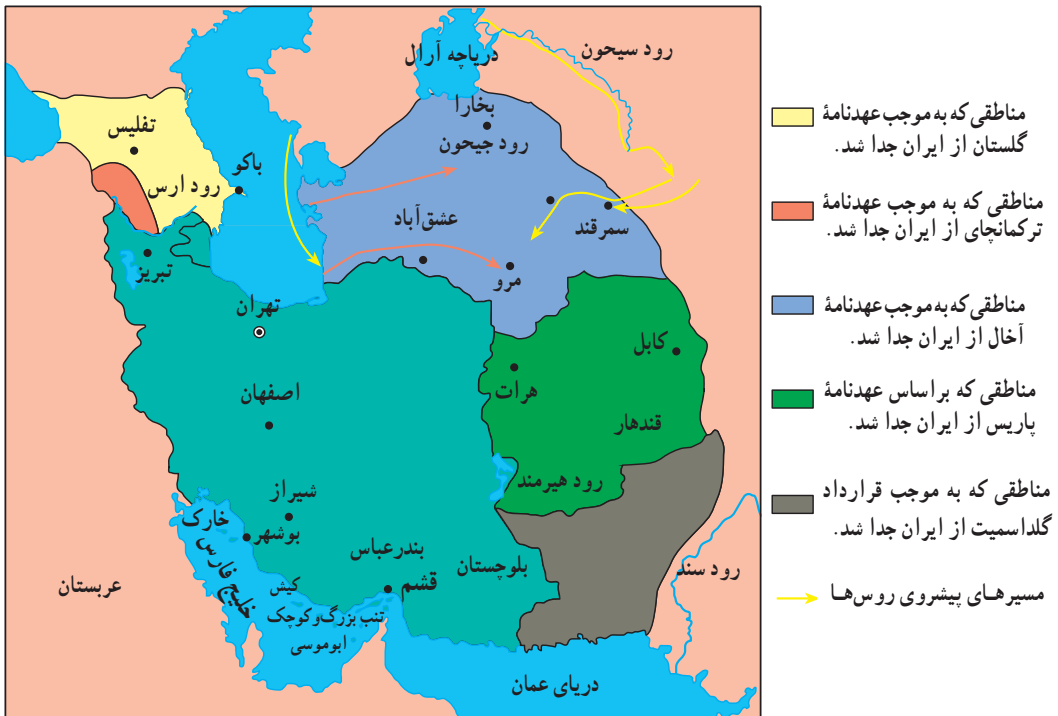 دریاچه آرال
رود سیحون
بخارا
رود جیحون
تفلیس
باکو
رود ارس
عشق‌آباد
سمرقند
مرو
تبریز
تهران
کابل
هرات
اصفهان
قندهار
رود هیرمند
شیراز
خارک
بوشهر
بندرعباس
بلوچستان
رود سند
خلیج فارس
عربستان
کیش
قشم
تنب بزرگ و کوچک
ابوموسی
دریای عمان
مناطقی که به موجب عهدنامهٔ
گلستان از ایران جدا شد.
مناطقی که به موجب عهدنامهٔ
ترکمانچای از ایران جدا شد.
مناطقی که به موجب عهدنامهٔ
آخال از ایران جدا شد.
مناطقی که براساس عهدنامهٔ
پاریس از ایران جدا شد.
مناطقی که به موجب قرارداد
گلداسمیت از ایران جدا شد.
مسیرهای پیشروی روس‌ها